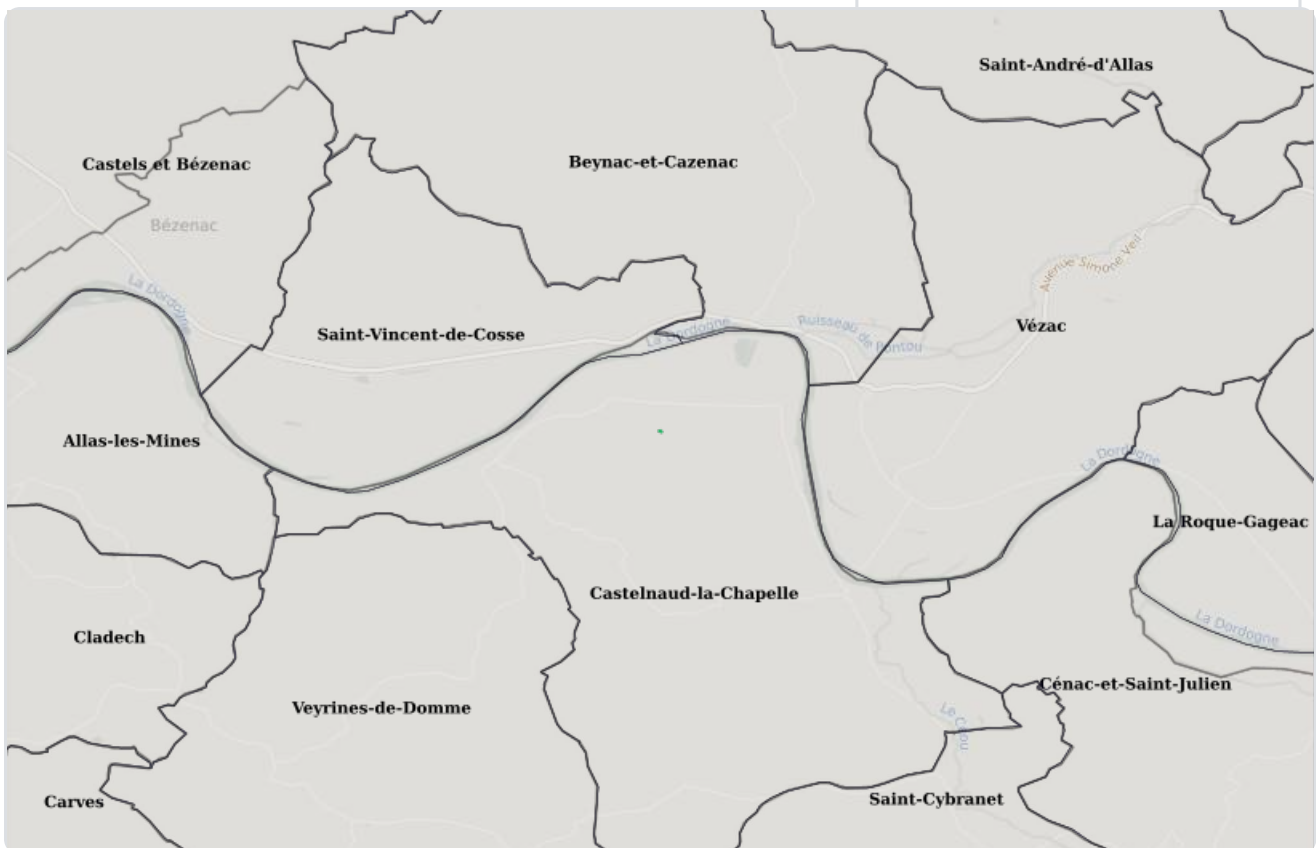 Saint-André-d'Allas
Castels et Bézenac
Beynac-et-Cazenac
Bézenac
Avenue Simone Veil
La Dordogne
Saint-Vincent-de-Cosse
La Dordogne
Ruisseau de Pontou
Vézac
Allas-les-Mines
La Dordogne
La Roque-Gageac
Castelnaud-la-Chapelle
Cladech
La Dordogne
Cénac-et-Saint-Julien
Veyrines-de-Domme
Le Céou
Carves
Saint-Cybranet